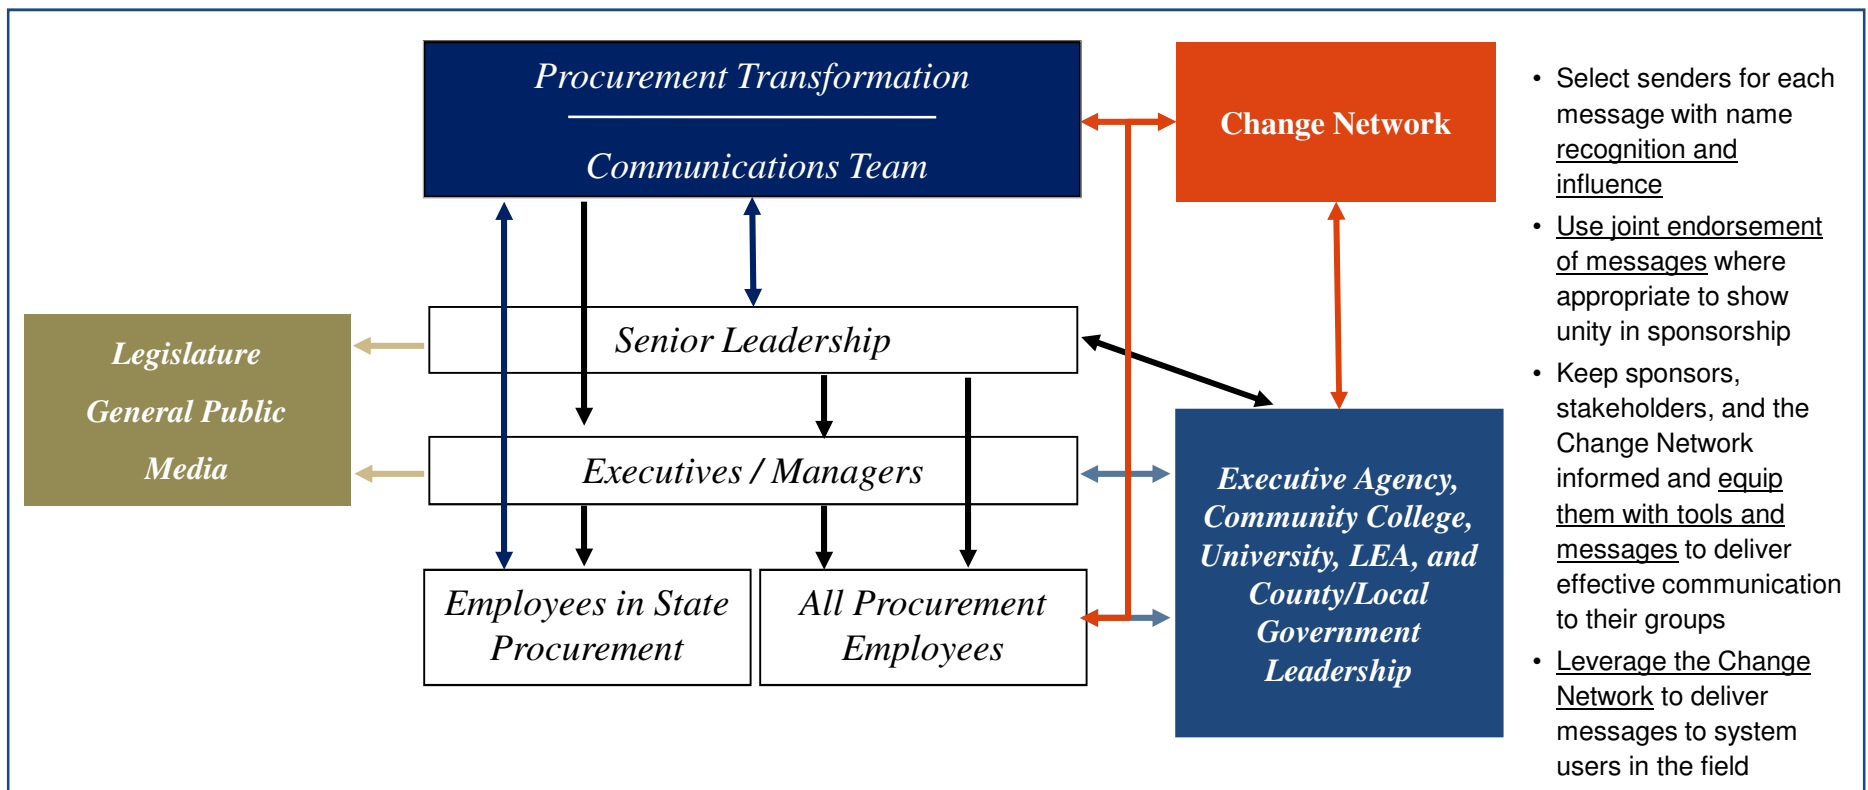 Procurement Transformation
Communications Team
Change Network
Senior Leadership
Legislature
General Public
Media
Executives / Managers
Employees in State
Procurement
All Procurement
Employees
Executive Agency,
Community College,
University, LEA, and
County/Local
Government
Leadership
• Select senders for each
message with name
recognition and
influence
• Use joint endorsement
of messages where
appropriate to show
unity in sponsorship
• Keep sponsors,
stakeholders, and the
Change Network
informed and equip
them with tools and
messages to deliver
effective communication
to their groups
• Leverage the Change
Network to deliver
messages to system
users in the field